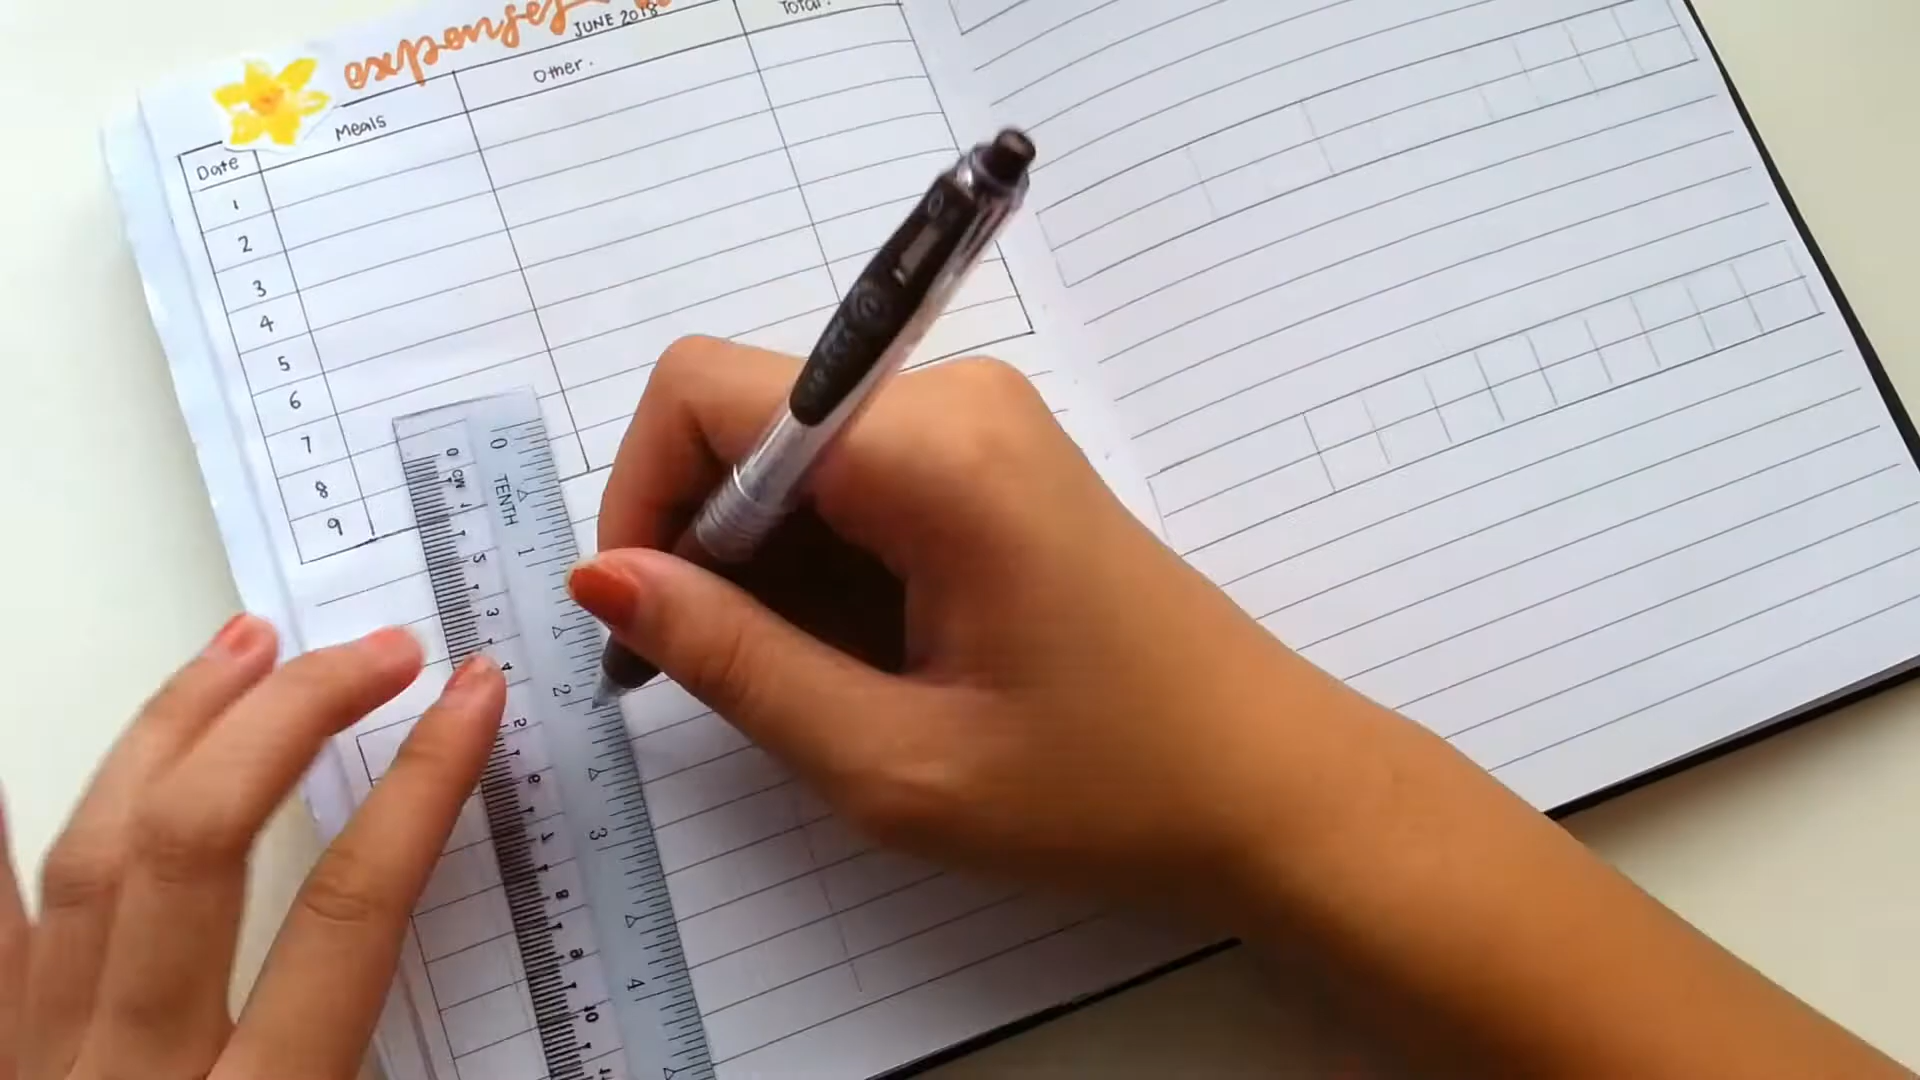 expenses
JUNE 2018
Date Meals Other. Total.
1
2
3
4
5
6
7
8
9
0 CM 1 2 3 4 5 6 7 8 9 10
0 TENTH 1 2 3 4